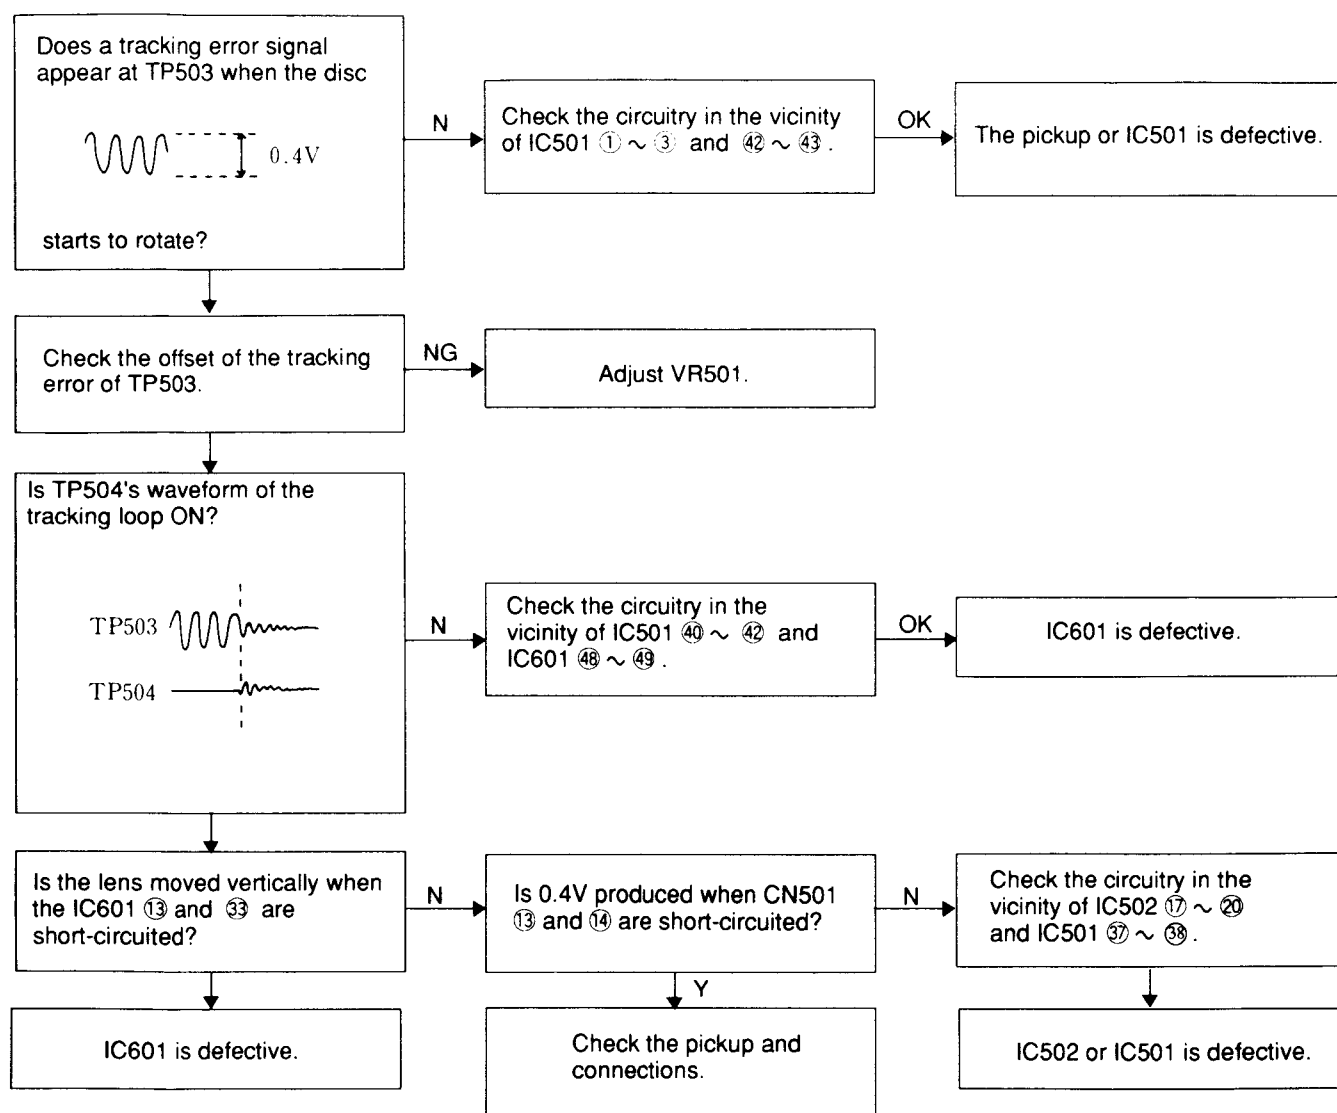 Does a tracking error signal
appear at TP503 when the disc
0.4V
starts to rotate?
N
Check the circuitry in the vicinity
of IC501 ① ~ ③ and ㊷ ~ ㊸ .
OK
The pickup or IC501 is defective.
Check the offset of the tracking
error of TP503.
NG
Adjust VR501.
Is TP504's waveform of the
tracking loop ON?
TP503
TP504
N
Check the circuitry in the
vicinity of IC501 ㊵ ~ ㊷ and
IC601 ㊽ ~ ㊾ .
OK
IC601 is defective.
Is the lens moved vertically when
the IC601 ⑬ and ㉝ are
short-circuited?
N
Is 0.4V produced when CN501
⑬ and ⑭ are short-circuited?
N
Check the circuitry in the
vicinity of IC502 ⑰ ~ ⑳
and IC501 ㊲ ~ ㊳ .
Y
IC601 is defective.
Check the pickup and
connections.
IC502 or IC501 is defective.